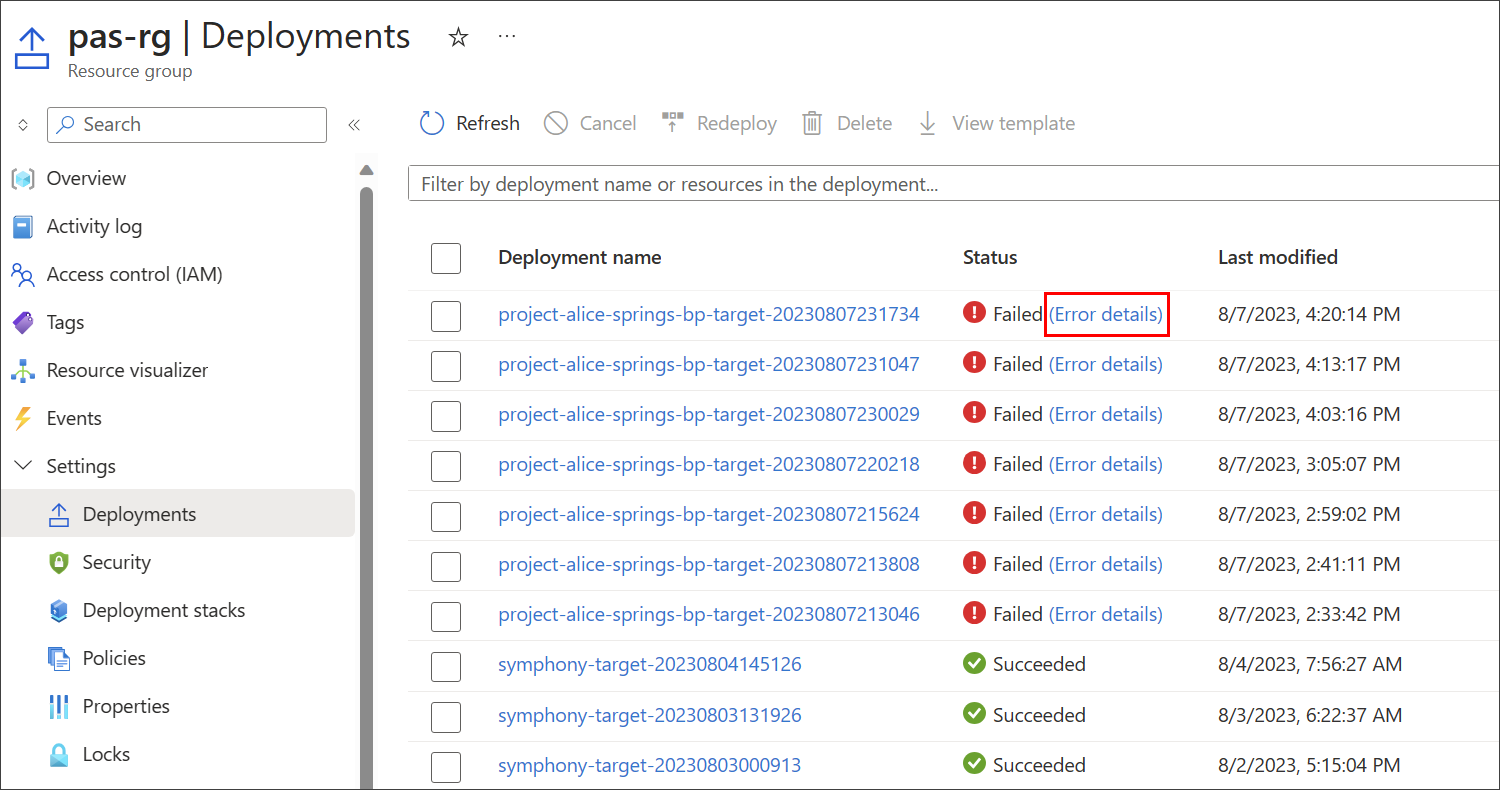 pas-rg | Deployments ...
Resource group
Search
Refresh Cancel Redeploy Delete View template
Filter by deployment name or resources in the deployment...
Overview
Activity log
Access control (IAM)
Tags
Resource visualizer
Events
Settings
Deployments
Security
Deployment stacks
Policies
Properties
Locks
Deployment name Status Last modified
project-alice-springs-bp-target-20230807231734 Failed (Error details) 8/7/2023, 4:20:14 PM
project-alice-springs-bp-target-20230807231047 Failed (Error details) 8/7/2023, 4:13:17 PM
project-alice-springs-bp-target-20230807230029 Failed (Error details) 8/7/2023, 4:03:16 PM
project-alice-springs-bp-target-20230807220218 Failed (Error details) 8/7/2023, 3:05:07 PM
project-alice-springs-bp-target-20230807215624 Failed (Error details) 8/7/2023, 2:59:02 PM
project-alice-springs-bp-target-20230807213808 Failed (Error details) 8/7/2023, 2:41:11 PM
project-alice-springs-bp-target-20230807213046 Failed (Error details) 8/7/2023, 2:33:42 PM
symphony-target-20230804145126 Succeeded 8/4/2023, 7:56:27 AM
symphony-target-20230803131926 Succeeded 8/3/2023, 6:22:37 AM
symphony-target-20230803000913 Succeeded 8/2/2023, 5:15:04 PM